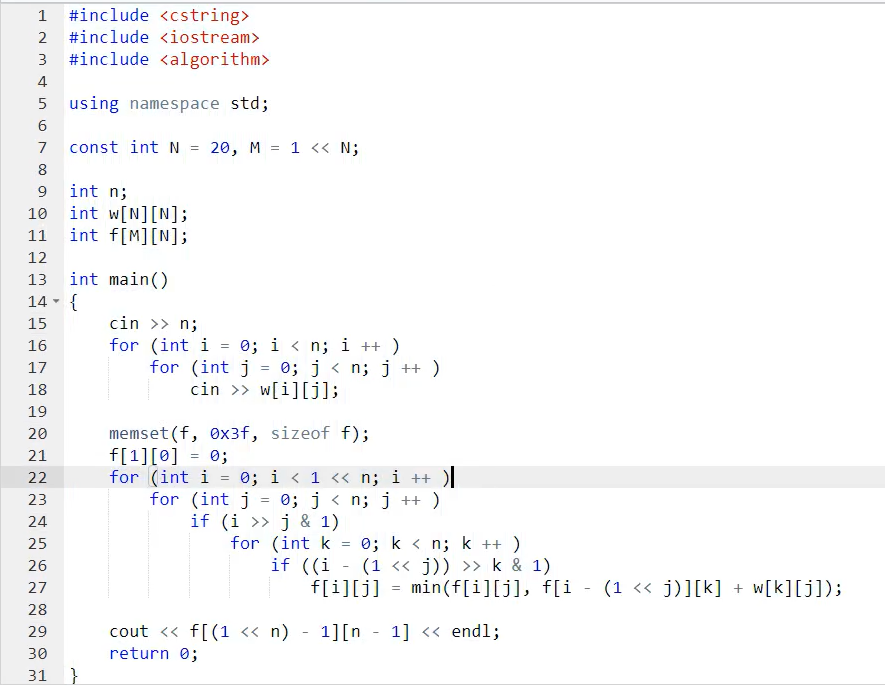 1 #include <cstring>
2 #include <iostream>
3 #include <algorithm>
4
5 using namespace std;
6
7 const int N = 20, M = 1 << N;
8
9 int n;
10 int w[N][N];
11 int f[M][N];
12
13 int main()
14 {
15     cin >> n;
16     for (int i = 0; i < n; i ++ )
17         for (int j = 0; j < n; j ++ )
18             cin >> w[i][j];
19
20     memset(f, 0x3f, sizeof f);
21     f[1][0] = 0;
22     for (int i = 0; i < 1 << n; i ++ )
23         for (int j = 0; j < n; j ++ )
24             if (i >> j & 1)
25                 for (int k = 0; k < n; k ++ )
26                     if ((i - (1 << j)) >> k & 1)
27                         f[i][j] = min(f[i][j], f[i - (1 << j)][k] + w[k][j]);
28
29     cout << f[(1 << n) - 1][n - 1] << endl;
30     return 0;
31 }